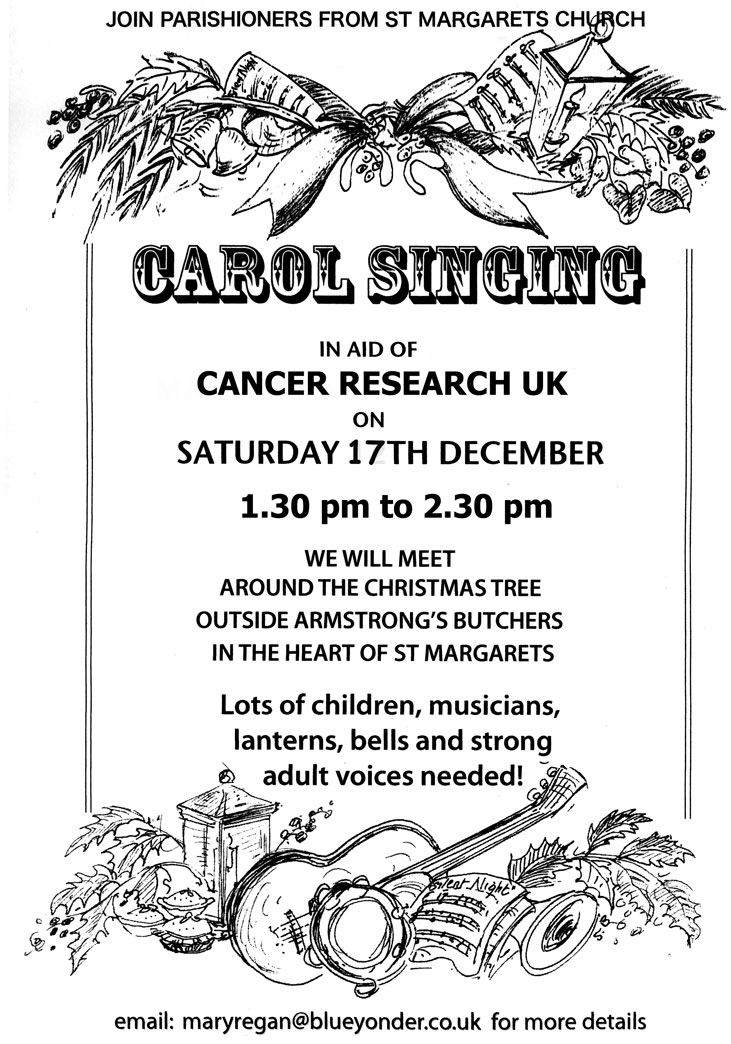 JOIN PARISHIONERS FROM ST MARGARETS CHURCH
CAROL SINGING
IN AID OF
CANCER RESEARCH UK
ON
SATURDAY 17TH DECEMBER
1.30 pm to 2.30 pm
WE WILL MEET
AROUND THE CHRISTMAS TREE
OUTSIDE ARMSTRONG'S BUTCHERS
IN THE HEART OF ST MARGARETS
Lots of children, musicians,
lanterns, bells and strong
adult voices needed!
Silent Night
email: maryregan@blueyonder.co.uk for more details